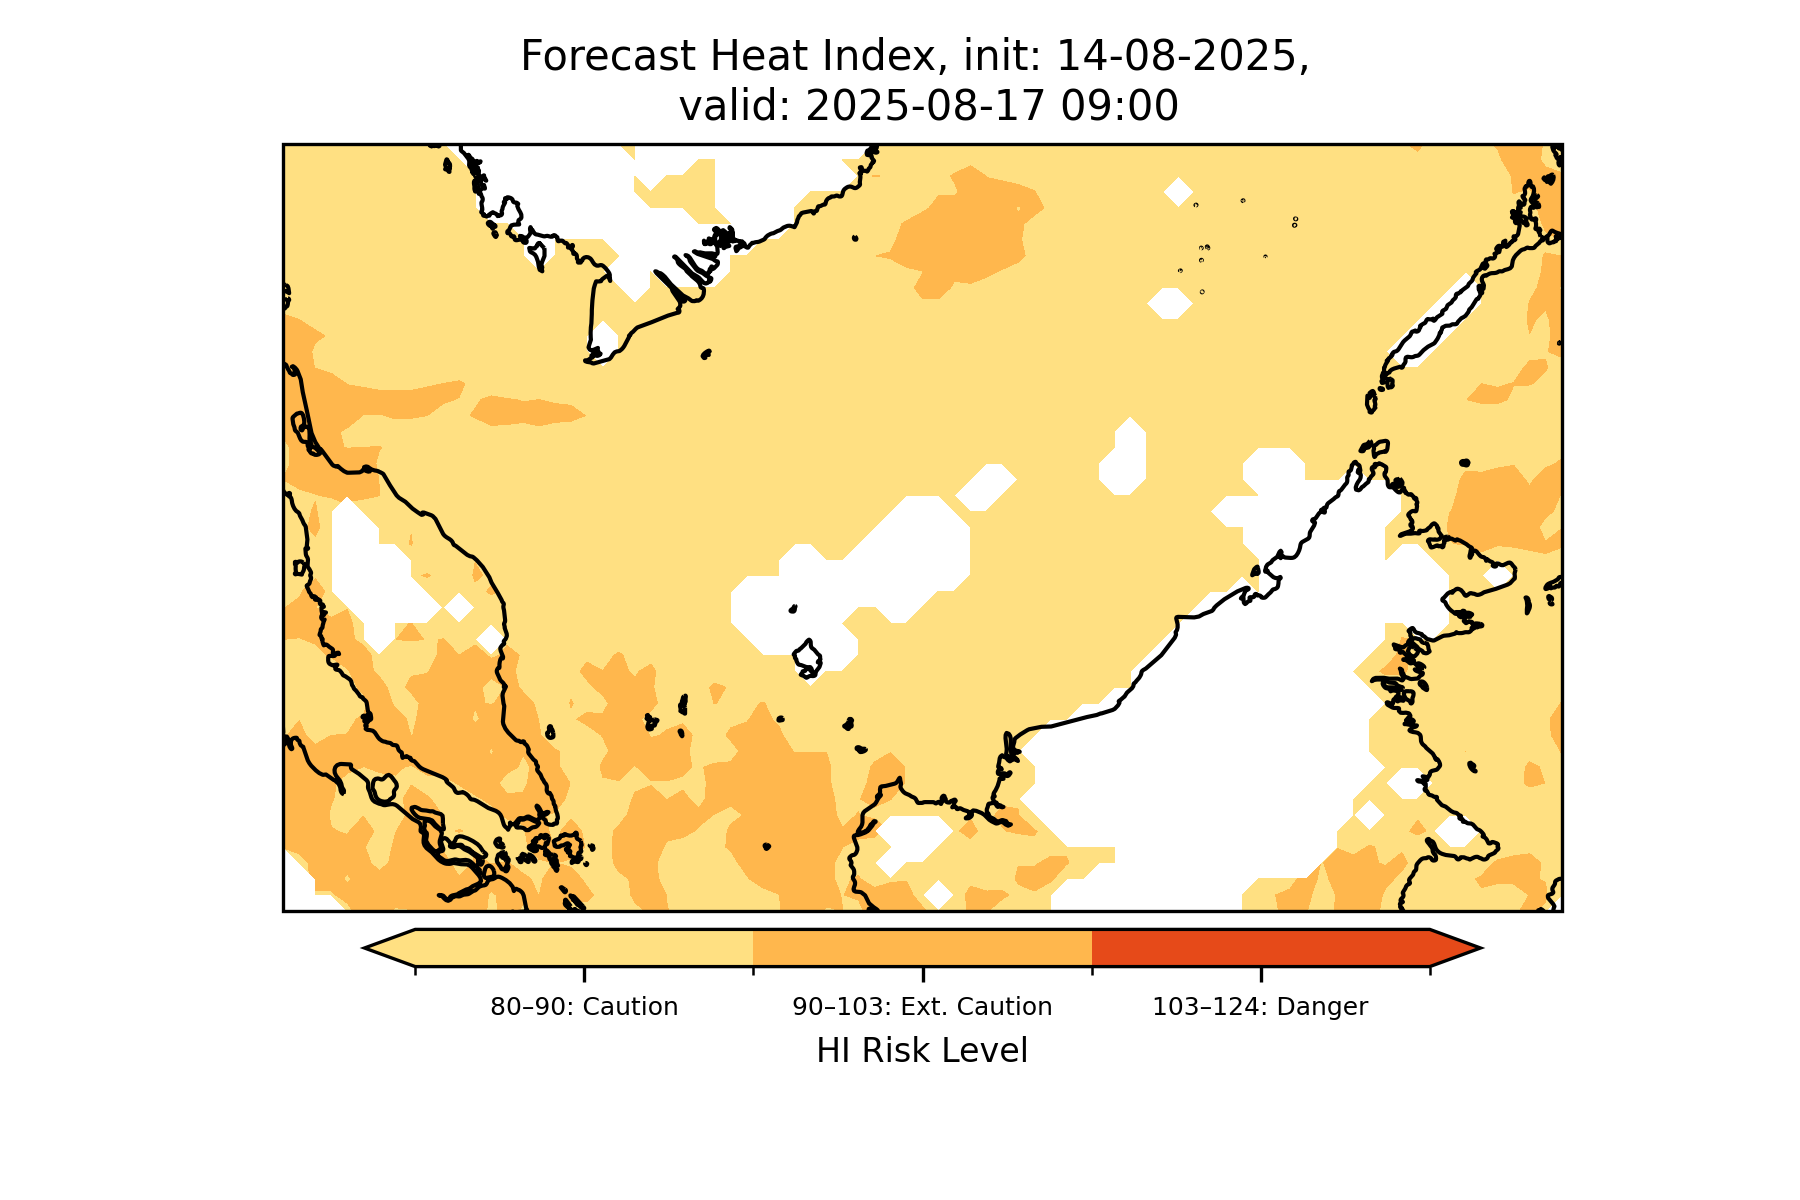 Forecast Heat Index, init: 14-08-2025,
valid: 2025-08-17 09:00
80–90: Caution
90–103: Ext. Caution
103–124: Danger
HI Risk Level